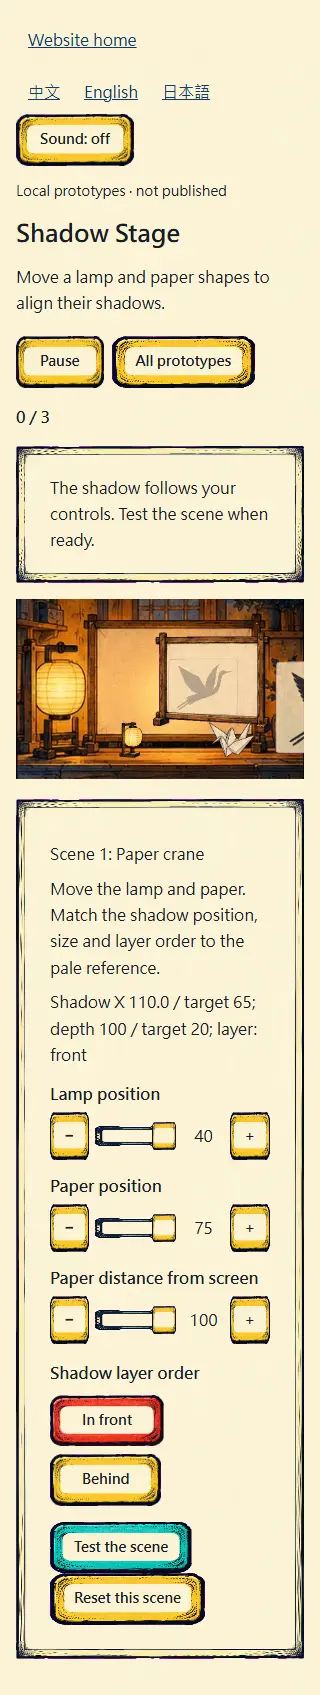 Website home
中文 English 日本語
Sound: off
Local prototypes · not published
Shadow Stage
Move a lamp and paper shapes to
align their shadows.
Pause All prototypes
0 / 3
The shadow follows your
controls. Test the scene when
ready.
Scene 1: Paper crane
Move the lamp and paper.
Match the shadow position,
size and layer order to the
pale reference.
Shadow X 110.0 / target 65;
depth 100 / target 20; layer:
front
Lamp position
− 40 +
Paper position
− 75 +
Paper distance from screen
− 100 +
Shadow layer order
In front
Behind
Test the scene
Reset this scene